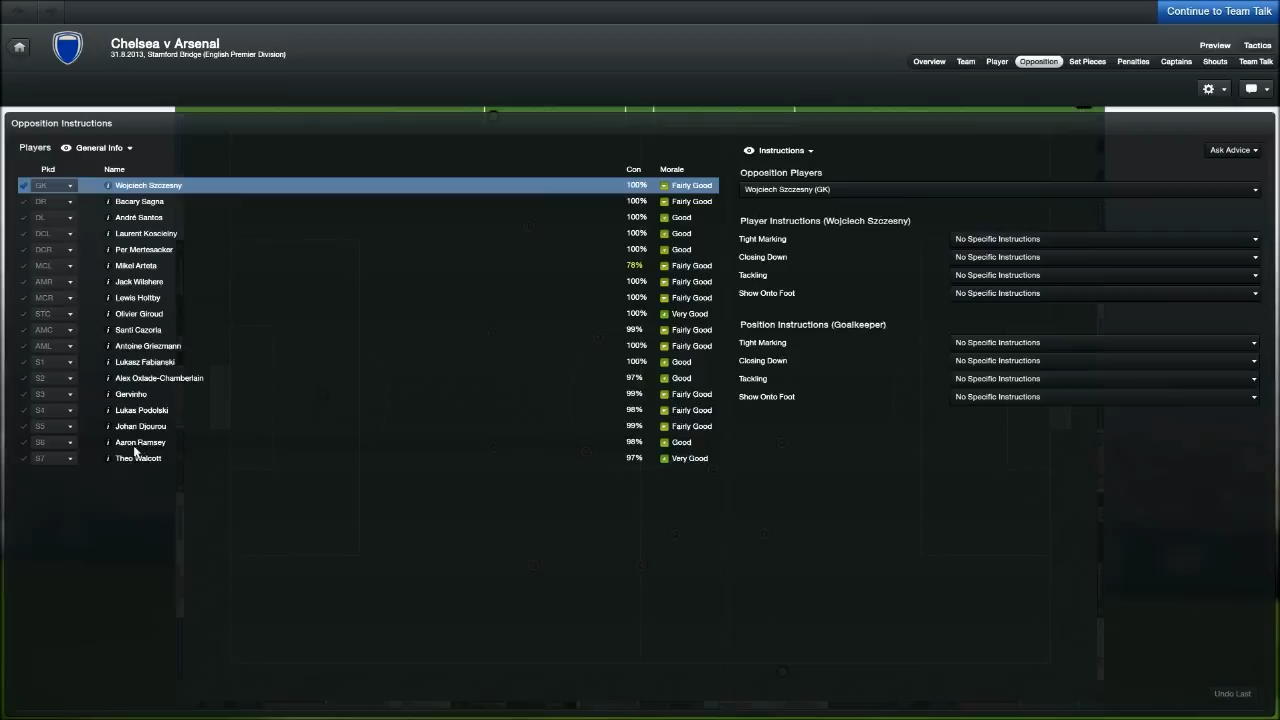 Continue to Team Talk
Chelsea v Arsenal
31.8.2013, Stamford Bridge (English Premier Division)
Preview Tactics
Overview Team Player Opposition Set Pieces Penalties Captains Shouts Team Talk
Opposition Instructions
Players General Info
Pkd Name Con Morale
GK i Wojciech Szczesny 100% Fairly Good
DR i Bacary Sagna 100% Fairly Good
DL i André Santos 100% Good
DCL i Laurent Koscielny 100% Good
DCR i Per Mertesacker 100% Good
MCL i Mikel Arteta 78% Fairly Good
AMR i Jack Wilshere 100% Fairly Good
MCR i Lewis Holtby 100% Fairly Good
STC i Olivier Giroud 100% Very Good
AMC i Santi Cazorla 99% Fairly Good
AML i Antoine Griezmann 100% Fairly Good
S1 i Lukasz Fabianski 100% Good
S2 i Alex Oxlade-Chamberlain 97% Good
S3 i Gervinho 99% Fairly Good
S4 i Lukas Podolski 98% Fairly Good
S5 i Johan Djourou 99% Fairly Good
S6 i Aaron Ramsey 98% Good
S7 i Theo Walcott 97% Very Good
Instructions
Ask Advice
Opposition Players
Wojciech Szczesny (GK)
Player Instructions (Wojciech Szczesny)
Tight Marking No Specific Instructions
Closing Down No Specific Instructions
Tackling No Specific Instructions
Show Onto Foot No Specific Instructions
Position Instructions (Goalkeeper)
Tight Marking No Specific Instructions
Closing Down No Specific Instructions
Tackling No Specific Instructions
Show Onto Foot No Specific Instructions
Undo Last